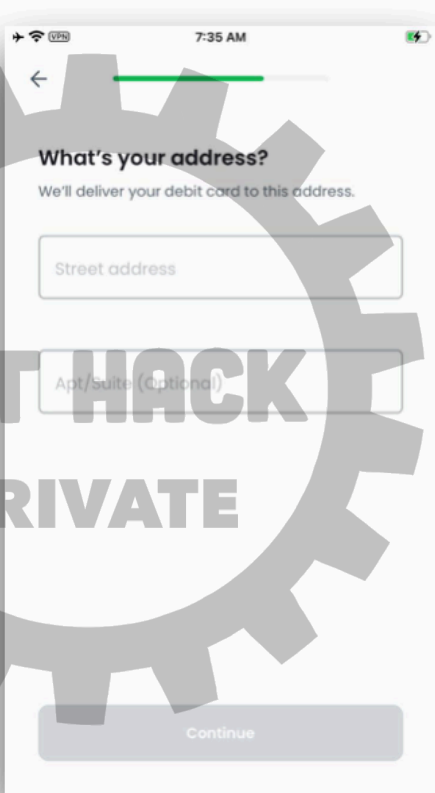 VPN 7:35 AM
What's your address?
We'll deliver your debit card to this address.
Street address
Apt/Suite (Optional)
T HACK
RIVATE
Continue